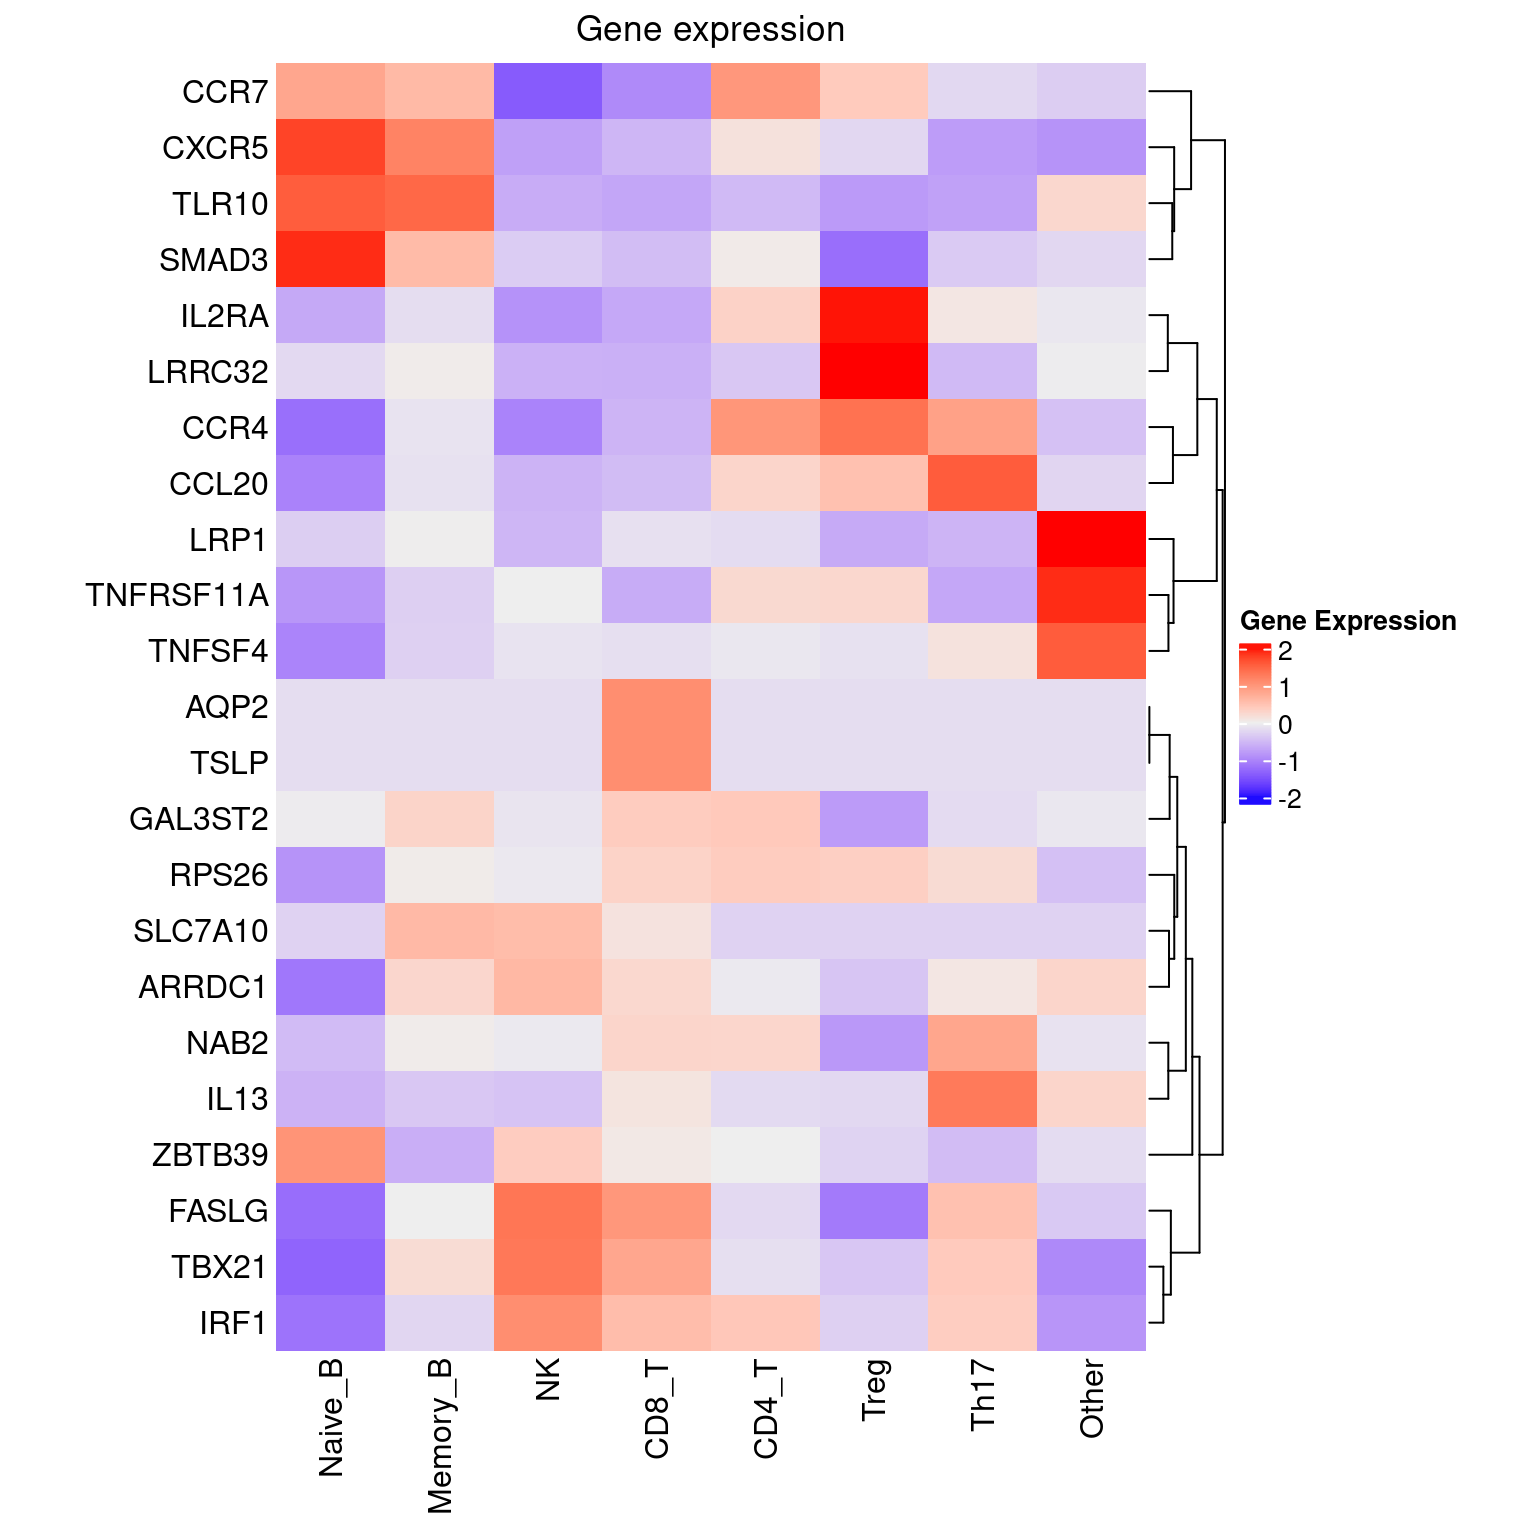 Gene expression
CCR7
CXCR5
TLR10
SMAD3
IL2RA
LRRC32
CCR4
CCL20
LRP1
TNFRSF11A
TNFSF4
AQP2
TSLP
GAL3ST2
RPS26
SLC7A10
ARRDC1
NAB2
IL13
ZBTB39
FASLG
TBX21
IRF1
Naive_B
Memory_B
NK
CD8_T
CD4_T
Treg
Th17
Other
Gene Expression
2
1
0
-1
-2